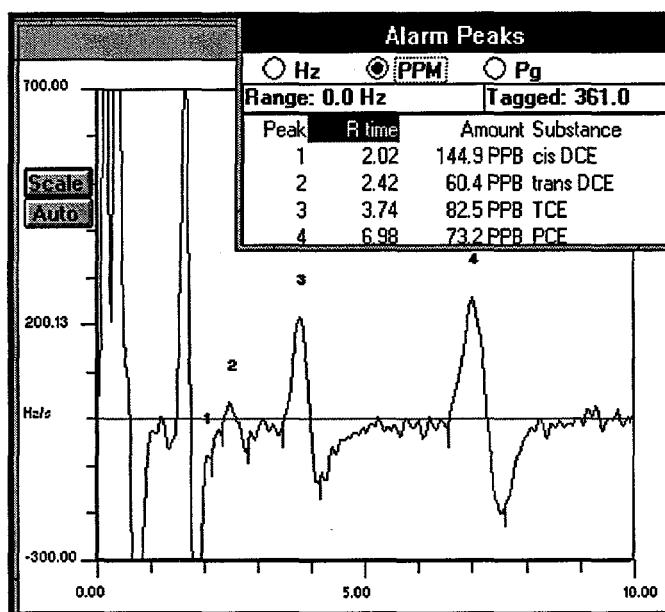 Alarm Peaks
Hz PPM Pg
Range: 0.0 Hz Tagged: 361.0
Peak R time Amount Substance
1 2.02 144.9 PPB cis DCE
2 2.42 60.4 PPB trans DCE
3 3.74 82.5 PPB TCE
4 6.98 73.2 PPB PCE
700.00
Scale
Auto
4
3
200.13
2
Hz/s
1
-300.00
0.00 5.00 10.00